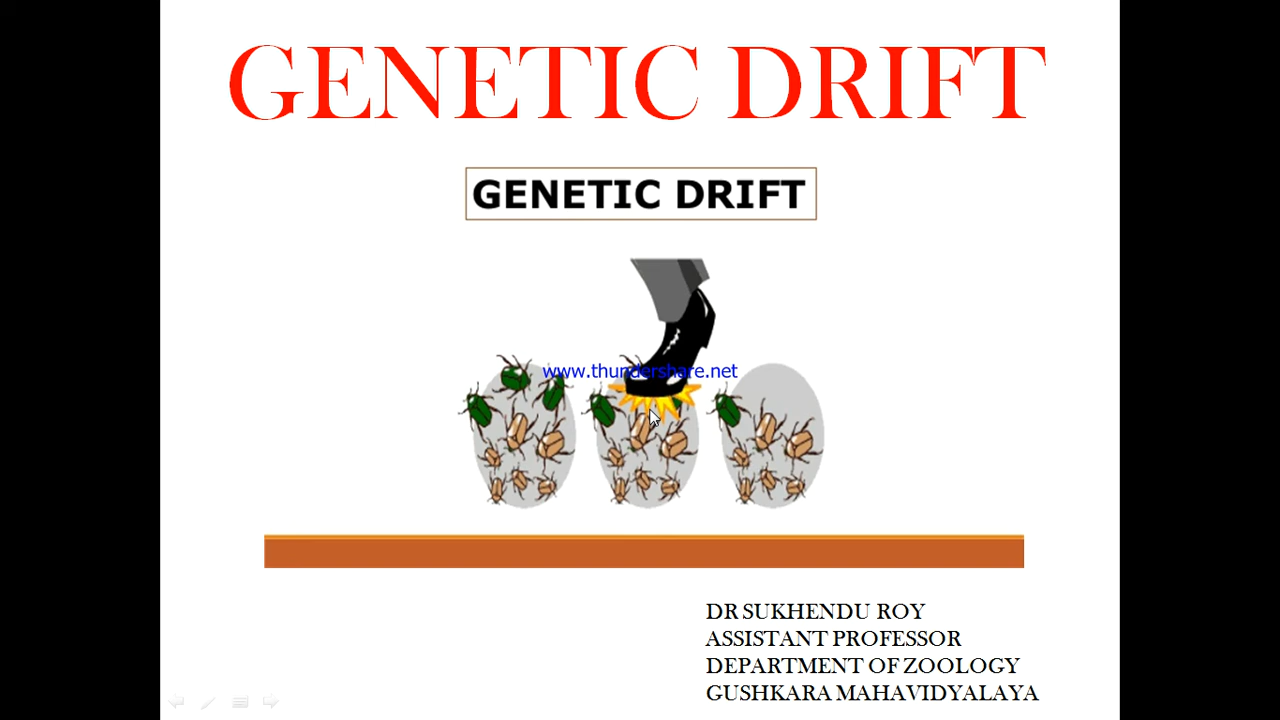 GENETIC DRIFT
GENETIC DRIFT
www.thundershare.net
DR SUKHENDU ROY
ASSISTANT PROFESSOR
DEPARTMENT OF ZOOLOGY
GUSHKARA MAHAVIDYALAYA